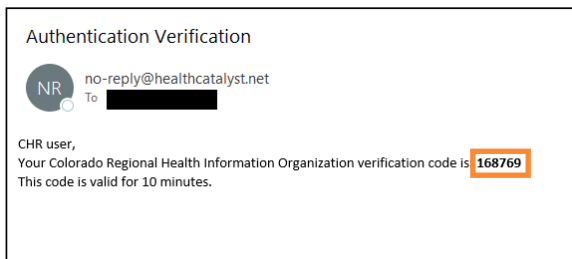 Authentication Verification
NR
no-reply@healthcatalyst.net
To
CHR user,
Your Colorado Regional Health Information Organization verification code is 168769
This code is valid for 10 minutes.